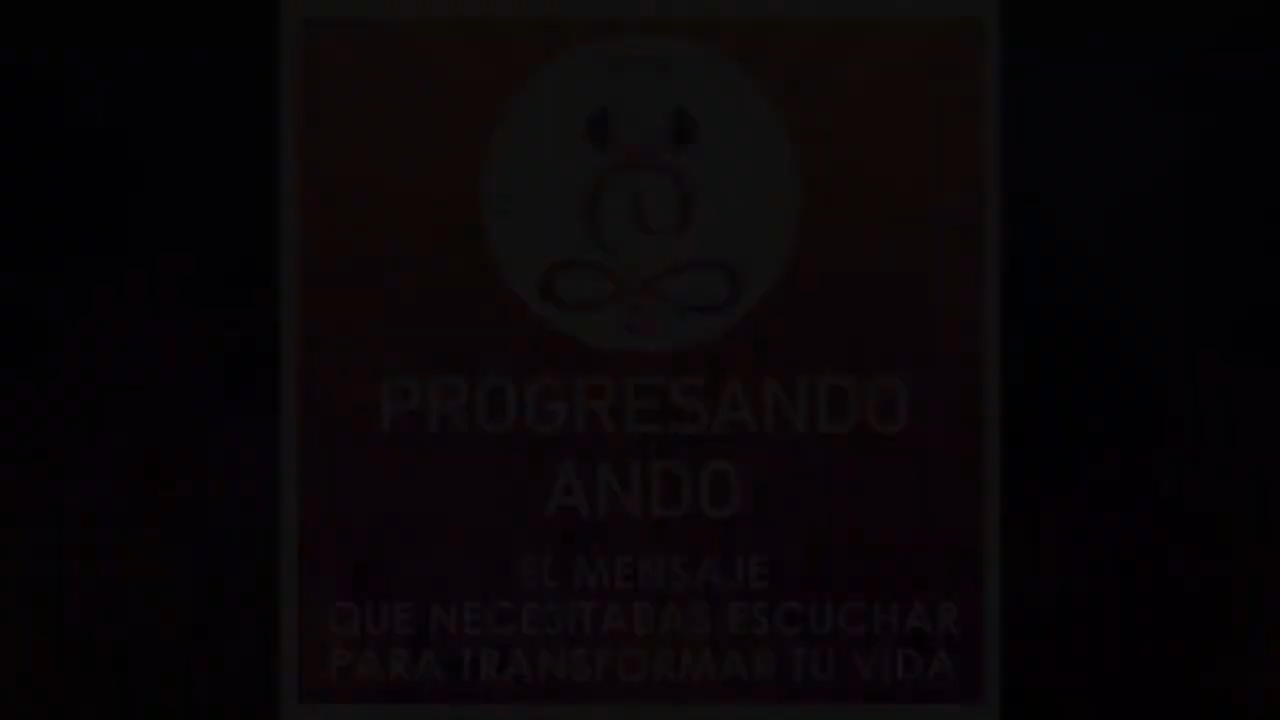 PROGRESANDO
ANDO
EL MENSAJE
QUE NECESITABAS ESCUCHAR
PARA TRANSFORMAR TU VIDA